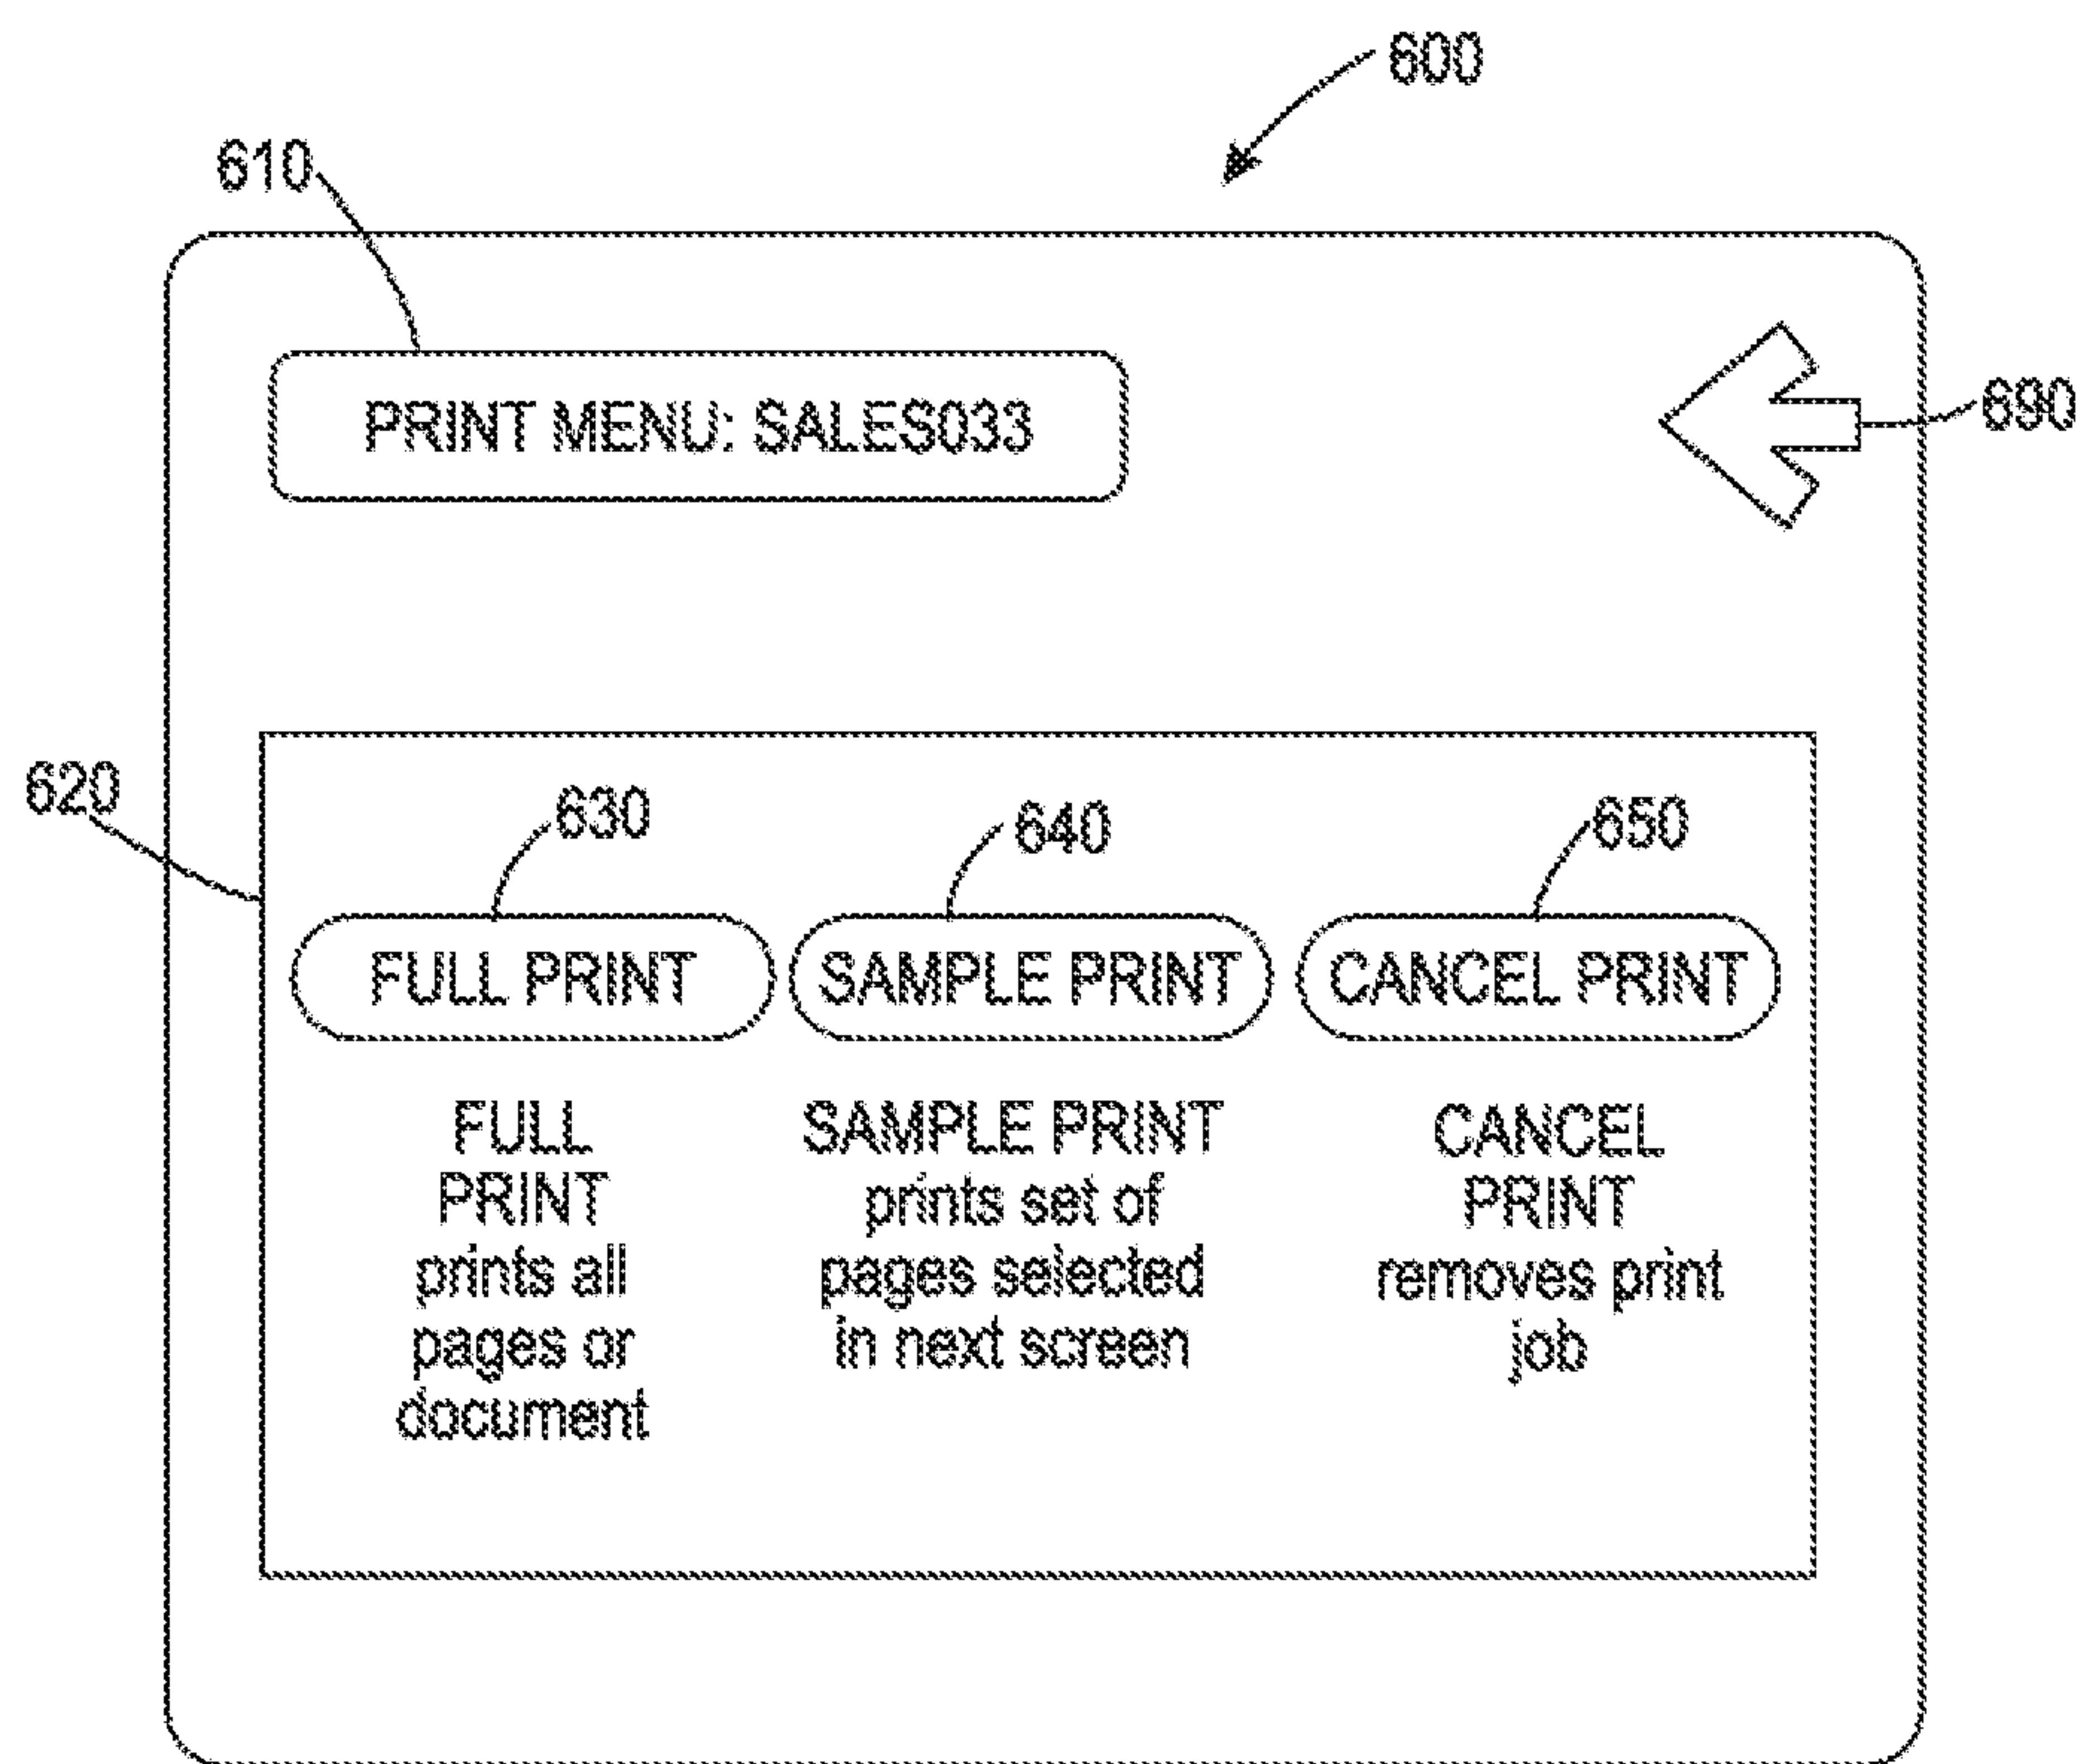 600
610
PRINT MENU: SALES033
690
620
630
640
650
FULL PRINT
SAMPLE PRINT
CANCEL PRINT
FULL
PRINT
prints all
pages or
document
SAMPLE PRINT
prints set of
pages selected
in next screen
CANCEL
PRINT
removes print
job